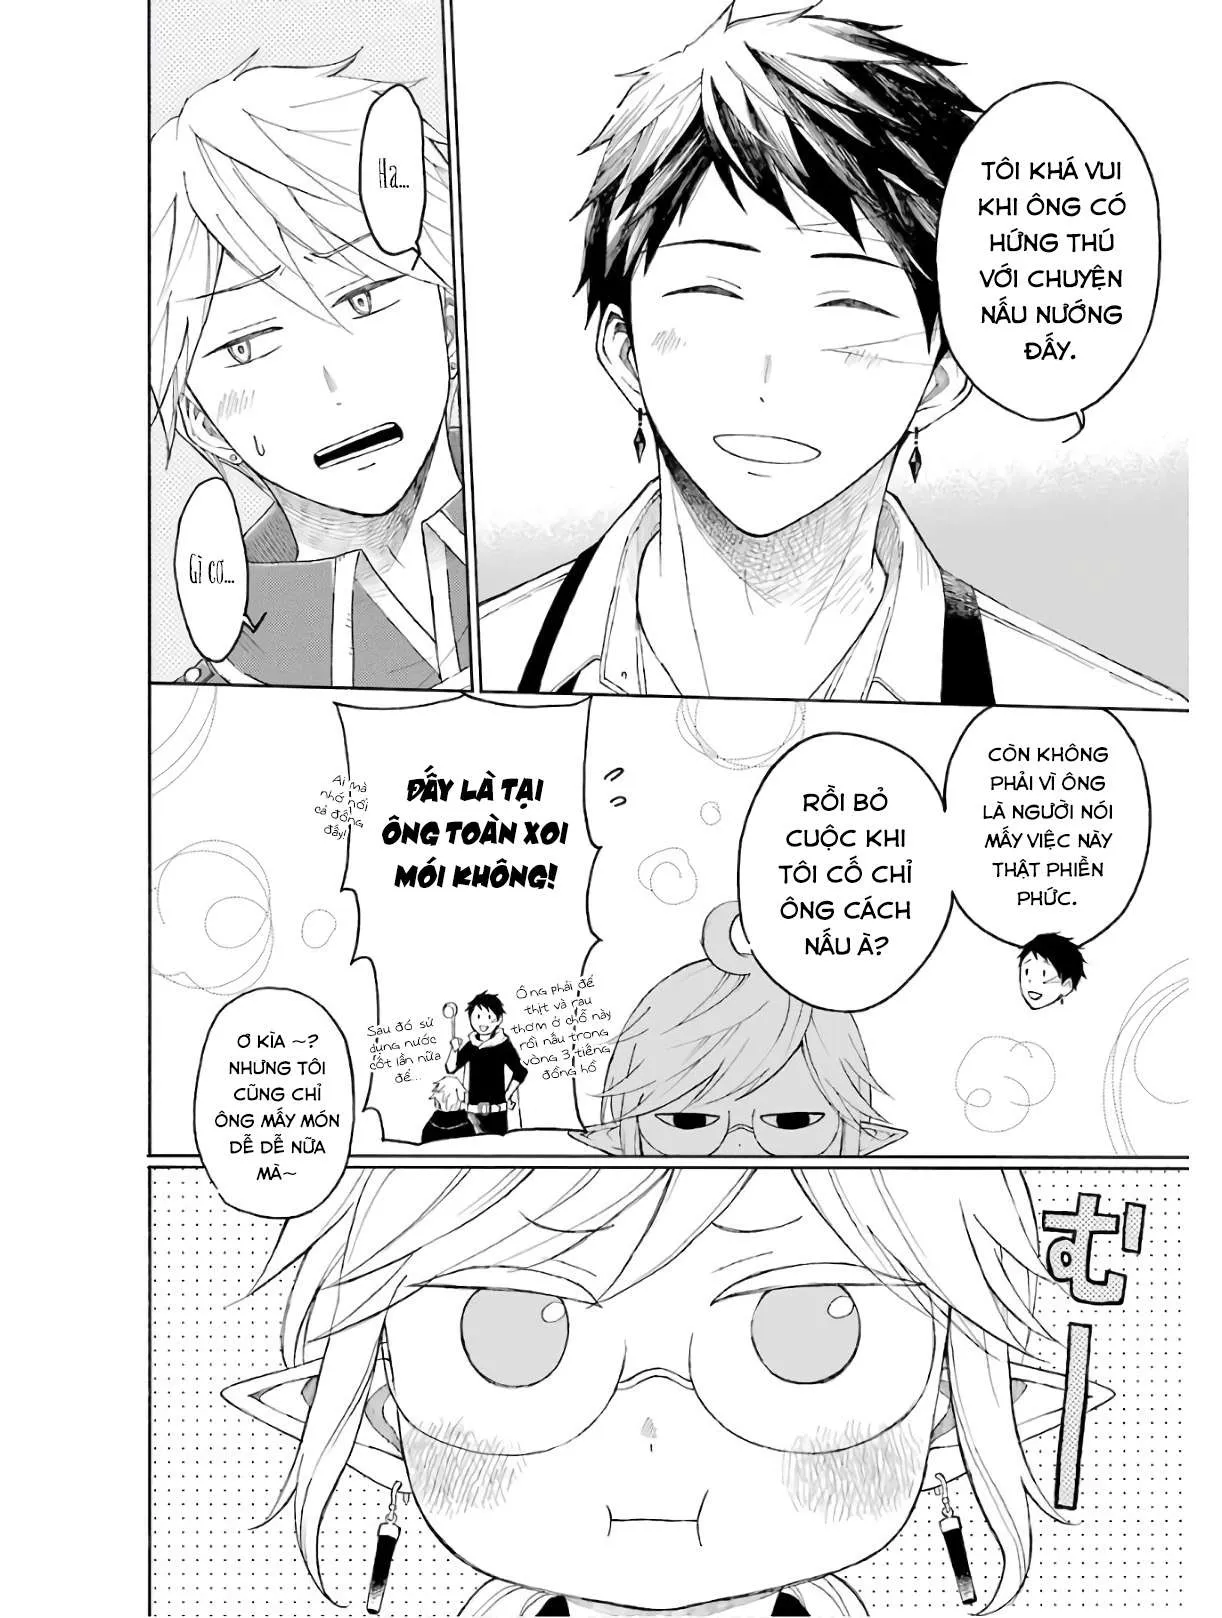 TÔI KHÁ VUI
KHI ÔNG CÓ
HỨNG THÚ
VỚI CHUYỆN
NẤU NƯỚNG
ĐẤY.
Ha...
Gì cơ...
CÒN KHÔNG
PHẢI VÌ ÔNG
LÀ NGƯỜI NÓI
MẤY VIỆC NÀY
THẬT PHIỀN
PHỨC.
RỒI BỎ
CUỘC KHI
TÔI CỐ CHỈ
ÔNG CÁCH
NẤU À?
ĐẤY LÀ TẠI
ÔNG TOÀN XOI
MÓI KHÔNG!
Ai mà
nhớ nổi
cả đống
đấy!
Ông phải để
thịt và rau
thơm ở chỗ này
rồi nấu trong
vòng 3 tiếng
đồng hồ
Sau đó sử
dụng nước
cốt lần nữa
để...
Ơ KÌA ~?
NHƯNG TÔI
CŨNG CHỈ
ÔNG MẤY MÓN
DỄ DỄ NỮA
MÀ~
むー